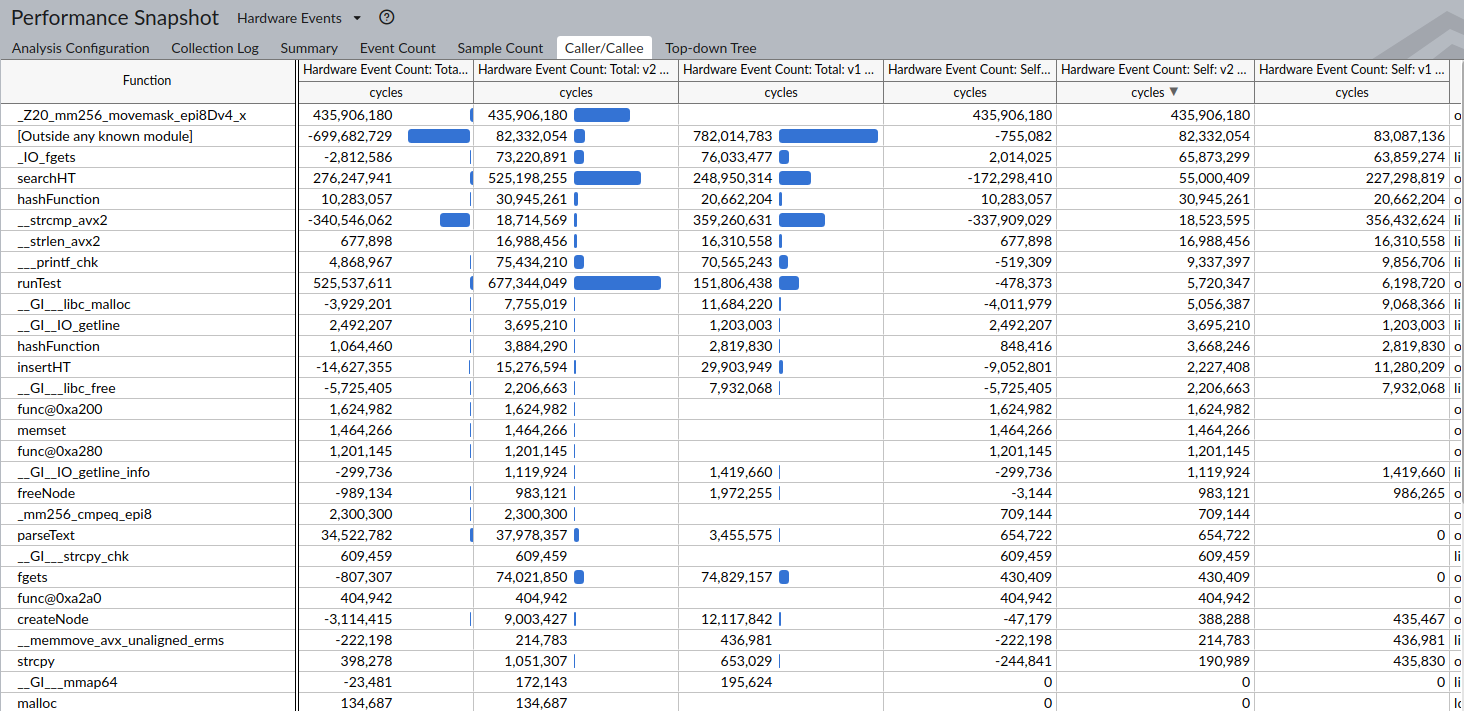 Performance Snapshot Hardware Events
Analysis Configuration Collection Log Summary Event Count Sample Count Caller/Callee Top-down Tree
Function Hardware Event Count: Tota... Hardware Event Count: Total: v2 ... Hardware Event Count: Total: v1 ... Hardware Event Count: Self... Hardware Event Count: Self: v2 ... Hardware Event Count: Self: v1 ...
cycles cycles cycles cycles cycles ▼ cycles
_Z20_mm256_movemask_epi8Dv4_x 435,906,180 435,906,180 435,906,180 435,906,180 o
[Outside any known module] -699,682,729 82,332,054 782,014,783 -755,082 82,332,054 83,087,136
_IO_fgets -2,812,586 73,220,891 76,033,477 2,014,025 65,873,299 63,859,274 li
searchHT 276,247,941 525,198,255 248,950,314 -172,298,410 55,000,409 227,298,819 o
hashFunction 10,283,057 30,945,261 20,662,204 10,283,057 30,945,261 20,662,204 o
__strcmp_avx2 -340,546,062 18,714,569 359,260,631 -337,909,029 18,523,595 356,432,624 li
__strlen_avx2 677,898 16,988,456 16,310,558 677,898 16,988,456 16,310,558 li
___printf_chk 4,868,967 75,434,210 70,565,243 -519,309 9,337,397 9,856,706 li
runTest 525,537,611 677,344,049 151,806,438 -478,373 5,720,347 6,198,720 o
__GI___libc_malloc -3,929,201 7,755,019 11,684,220 -4,011,979 5,056,387 9,068,366 li
__GI__IO_getline 2,492,207 3,695,210 1,203,003 2,492,207 3,695,210 1,203,003 li
hashFunction 1,064,460 3,884,290 2,819,830 848,416 3,668,246 2,819,830 o
insertHT -14,627,355 15,276,594 29,903,949 -9,052,801 2,227,408 11,280,209 o
__GI___libc_free -5,725,405 2,206,663 7,932,068 -5,725,405 2,206,663 7,932,068 li
func@0xa200 1,624,982 1,624,982 1,624,982 1,624,982 o
memset 1,464,266 1,464,266 1,464,266 1,464,266 o
func@0xa280 1,201,145 1,201,145 1,201,145 1,201,145 o
__GI__IO_getline_info -299,736 1,119,924 1,419,660 -299,736 1,119,924 1,419,660 li
freeNode -989,134 983,121 1,972,255 -3,144 983,121 986,265 o
_mm256_cmpeq_epi8 2,300,300 2,300,300 709,144 709,144 o
parseText 34,522,782 37,978,357 3,455,575 654,722 654,722 0 o
__GI___strcpy_chk 609,459 609,459 609,459 609,459 li
fgets -807,307 74,021,850 74,829,157 430,409 430,409 0 o
func@0xa2a0 404,942 404,942 404,942 404,942 o
createNode -3,114,415 9,003,427 12,117,842 -47,179 388,288 435,467 o
__memmove_avx_unaligned_erms -222,198 214,783 436,981 -222,198 214,783 436,981 li
strcpy 398,278 1,051,307 653,029 -244,841 190,989 435,830 o
__GI___mmap64 -23,481 172,143 195,624 0 0 0 li
malloc 134,687 134,687 0 0 l